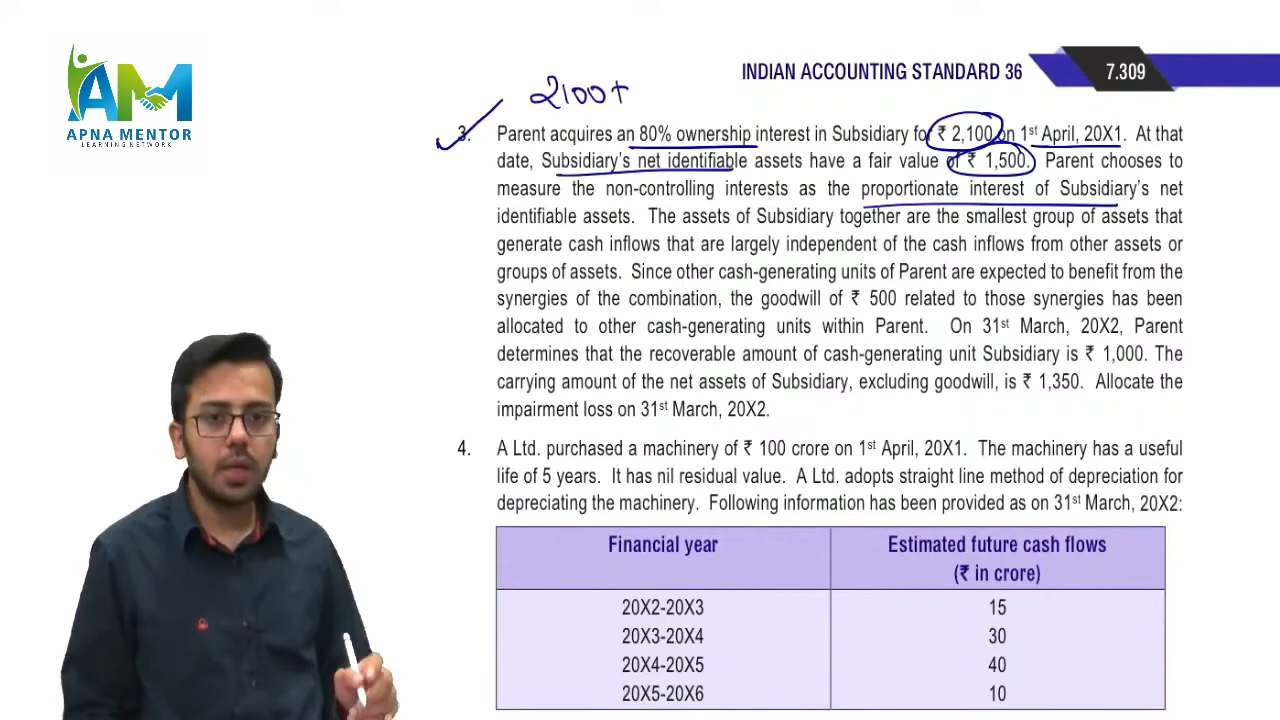 AM
APNA MENTOR
LEARNING NETWORK
INDIAN ACCOUNTING STANDARD 36
7.309
2100+
3. Parent acquires an 80% ownership interest in Subsidiary for ₹ 2,100 on 1st April, 20X1. At that
date, Subsidiary's net identifiable assets have a fair value of ₹ 1,500. Parent chooses to
measure the non-controlling interests as the proportionate interest of Subsidiary's net
identifiable assets. The assets of Subsidiary together are the smallest group of assets that
generate cash inflows that are largely independent of the cash inflows from other assets or
groups of assets. Since other cash-generating units of Parent are expected to benefit from the
synergies of the combination, the goodwill of ₹ 500 related to those synergies has been
allocated to other cash-generating units within Parent. On 31st March, 20X2, Parent
determines that the recoverable amount of cash-generating unit Subsidiary is ₹ 1,000. The
carrying amount of the net assets of Subsidiary, excluding goodwill, is ₹ 1,350. Allocate the
impairment loss on 31st March, 20X2.
4. A Ltd. purchased a machinery of ₹ 100 crore on 1st April, 20X1. The machinery has a useful
life of 5 years. It has nil residual value. A Ltd. adopts straight line method of depreciation for
depreciating the machinery. Following information has been provided as on 31st March, 20X2:
Financial year Estimated future cash flows
(₹ in crore)
20X2-20X3 15
20X3-20X4 30
20X4-20X5 40
20X5-20X6 10